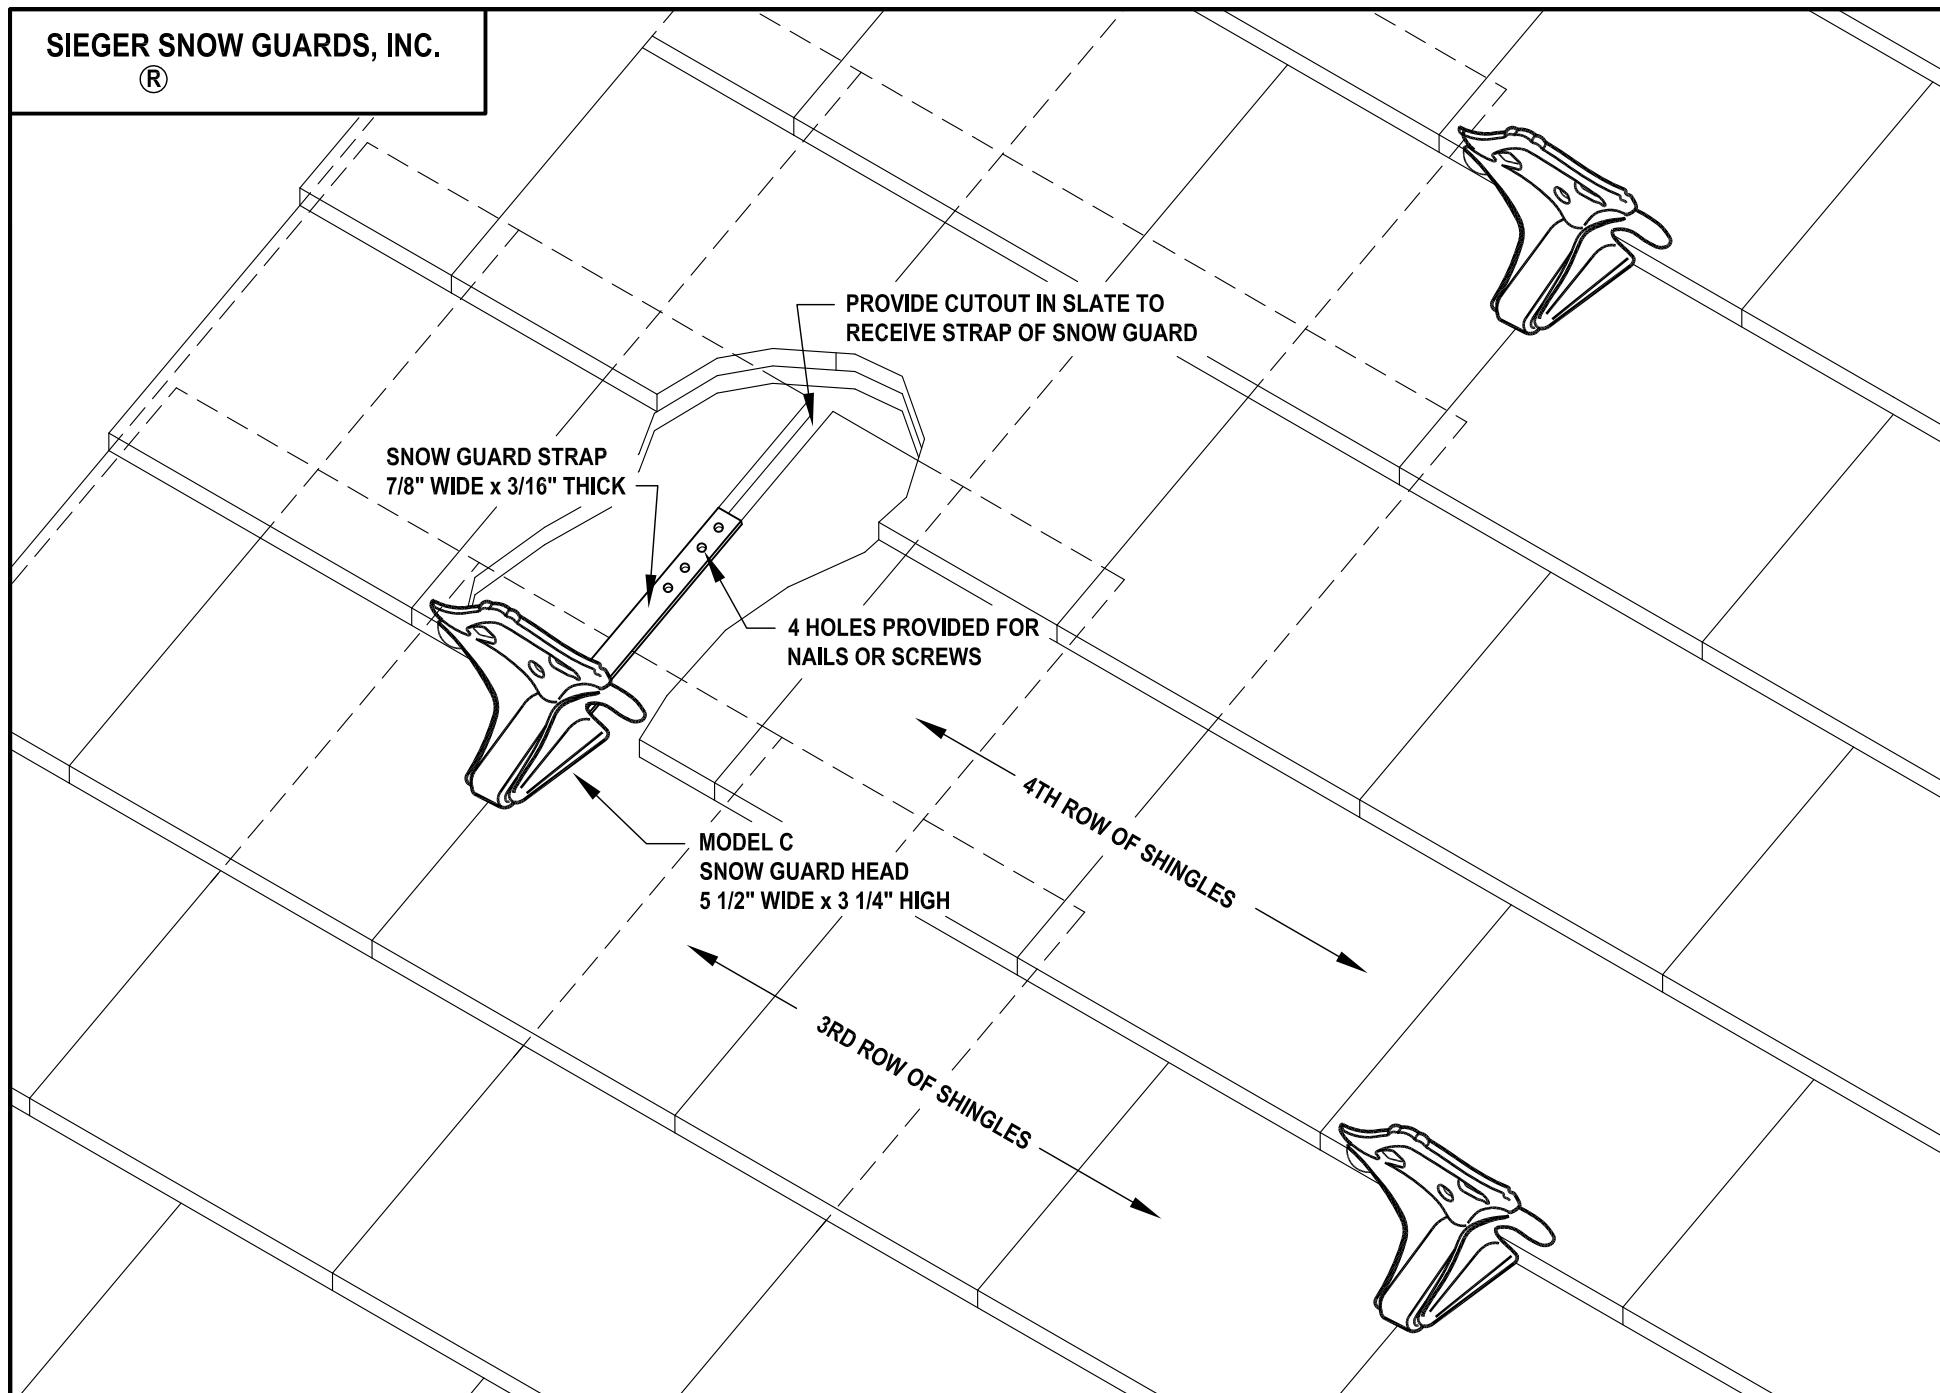 SIEGER SNOW GUARDS, INC.
®
PROVIDE CUTOUT IN SLATE TO
RECEIVE STRAP OF SNOW GUARD
SNOW GUARD STRAP
7/8" WIDE x 3/16" THICK
4 HOLES PROVIDED FOR
NAILS OR SCREWS
4TH ROW OF SHINGLES
MODEL C
SNOW GUARD HEAD
5 1/2" WIDE x 3 1/4" HIGH
3RD ROW OF SHINGLES